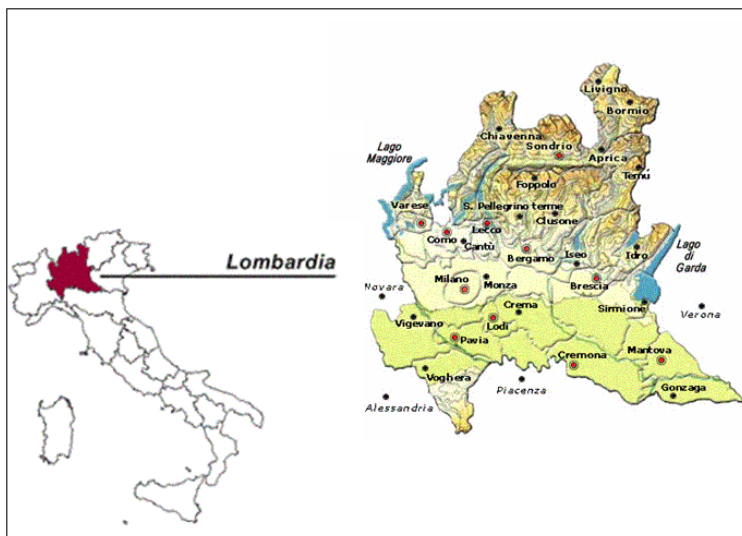 Lombardia
Livigno
Bormio
Chiavenna
Sondrio
Lago
Maggiore
Aprica
Temú
Foppolo
Varese
S. Pellegrino terme
Clusone
Lecco
Como
Cantù
Bergamo
Iseo
Idro
Lago
di
Garda
Milano
Monza
Brescia
Novara
Crema
Sirmione
Verona
Vigevano
Lodi
Pavia
Cremona
Mantova
Voghera
Piacenza
Gonzaga
Alessandria